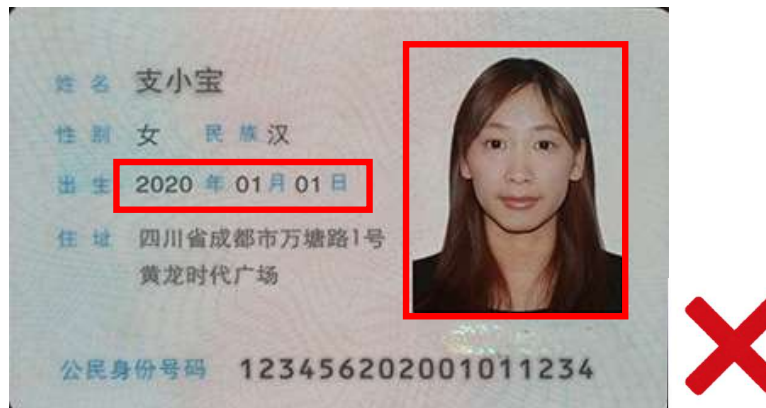 姓名 支小宝
性别 女 民族 汉
出生 2020 年 01 月 01 日
住址 四川省成都市万塘路1号
黄龙时代广场
公民身份号码 123456202001011234